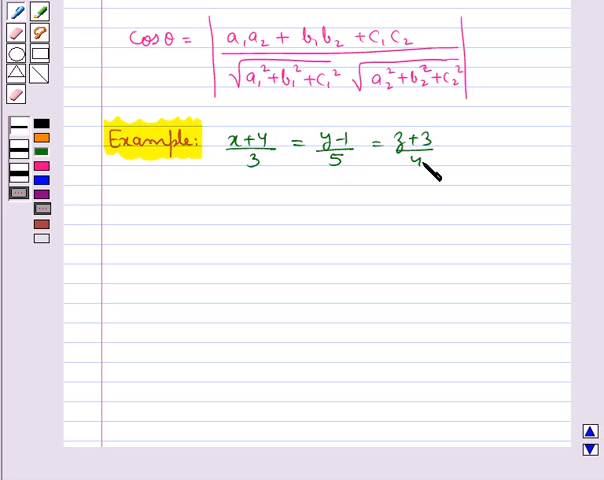 cos θ = | a₁a₂ + b₁b₂ + c₁c₂ / √a₁²+b₁²+c₁² √a₂²+b₂²+c₂² |
Example: x+4/3 = y-1/5 = z+3/4